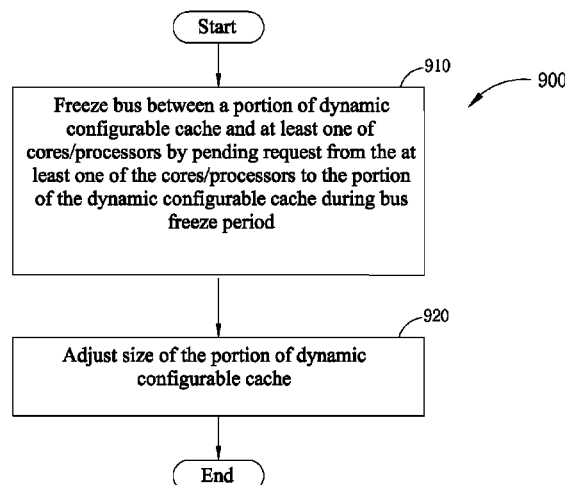 Start
910
900
Freeze bus between a portion of dynamic
configurable cache and at least one of
cores/processors by pending request from the at
least one of the cores/processors to the portion
of the dynamic configurable cache during bus
freeze period
920
Adjust size of the portion of dynamic
configurable cache
End